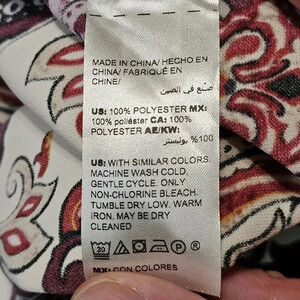 MADE IN CHINA/ HECHO EN
CHINA/ FABRIQUÉ EN
CHINE/
صنع في الصين
US: 100% POLYESTER MX:
100% poliéster CA: 100%
POLYESTER AE/KW:
100% بوليستر
US: WITH SIMILAR COLORS.
MACHINE WASH COLD,
GENTLE CYCLE. ONLY
NON-CHLORINE BLEACH.
TUMBLE DRY LOW, WARM
IRON. MAY BE DRY
CLEANED
30
MX: CON COLORES